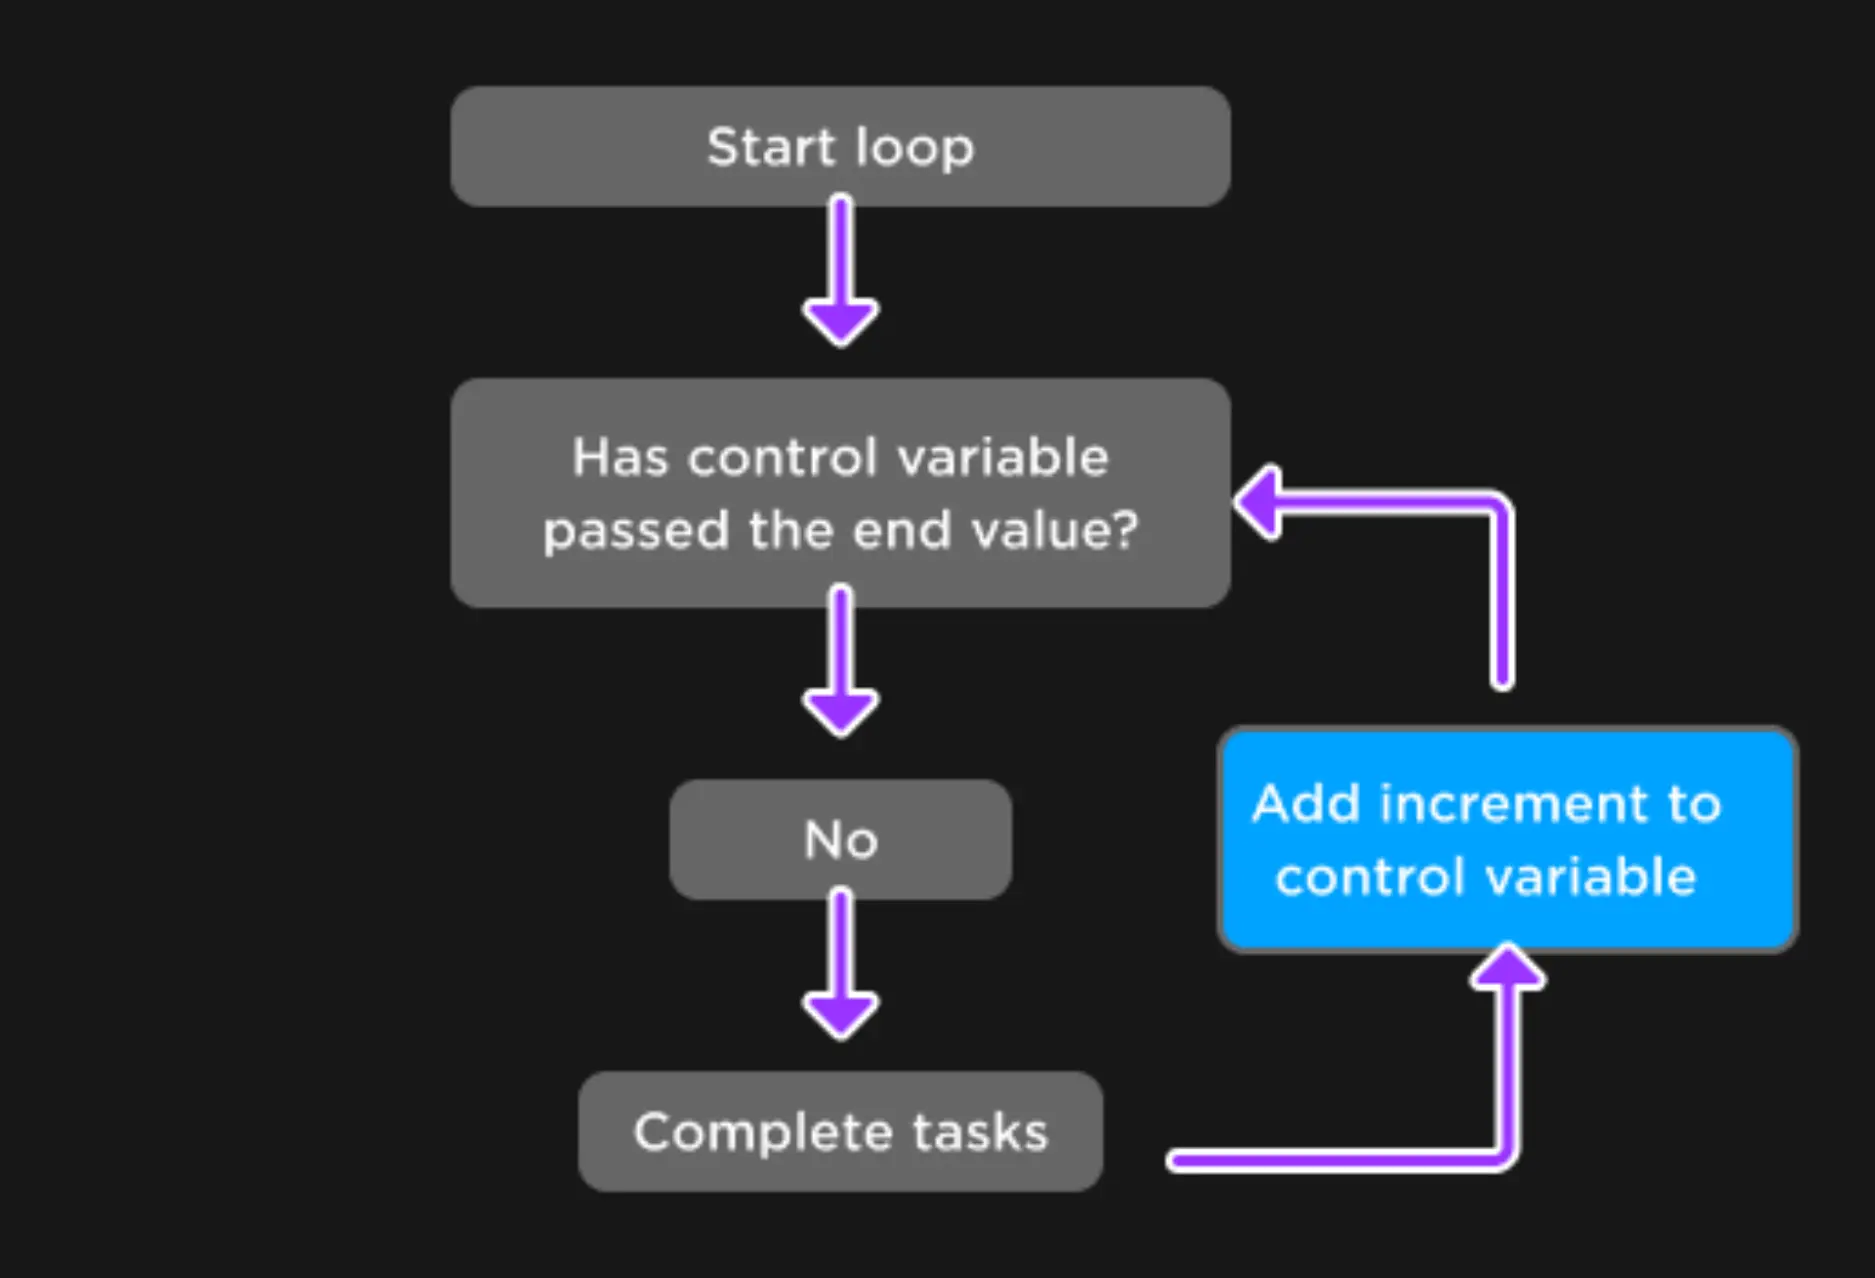 Start loop
Has control variable
passed the end value?
No
Add increment to
control variable
Complete tasks